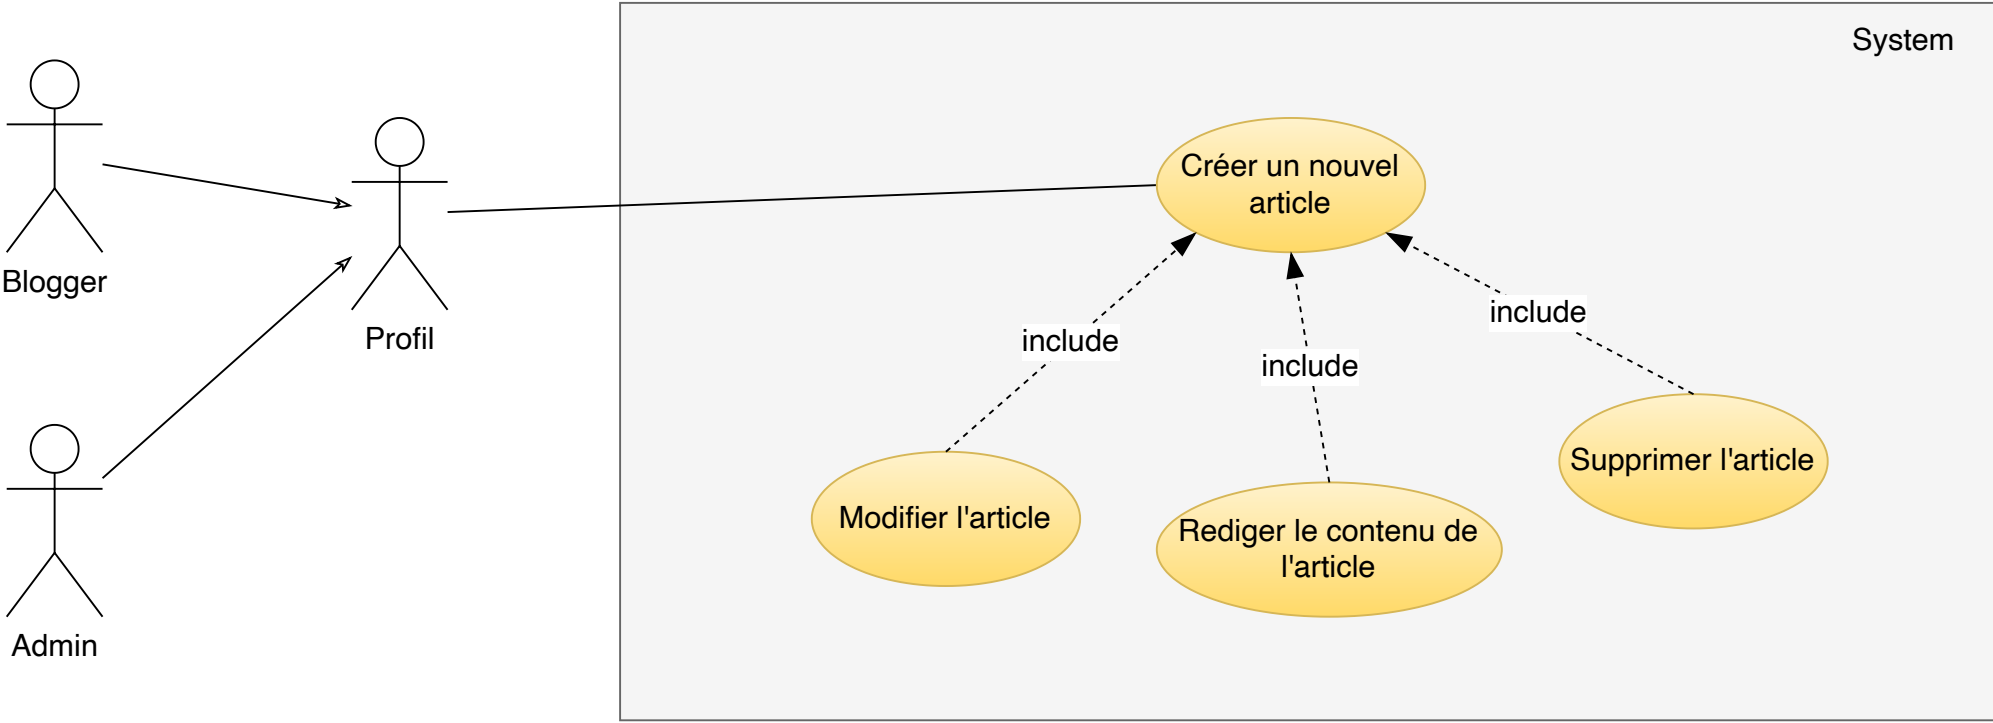 System
Créer un nouvel
article
Blogger
Profil
include
include
include
Modifier l'article
Rediger le contenu de
l'article
Supprimer l'article
Admin